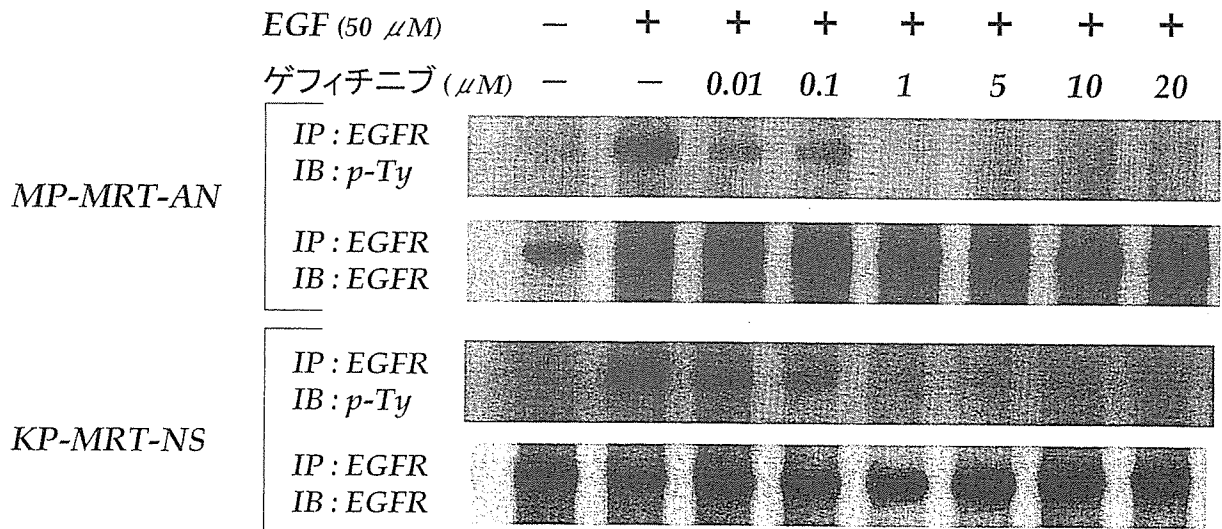 EGF (50 μM) － + + + + + + +
ゲフィチニブ (μM) － － 0.01 0.1 1 5 10 20
MP-MRT-AN
IP : EGFR
IB : p-Ty
IP : EGFR
IB : EGFR
KP-MRT-NS
IP : EGFR
IB : p-Ty
IP : EGFR
IB : EGFR